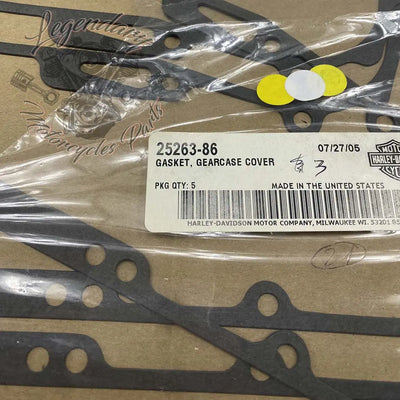 Legendary
Motorcycles Parts
25263-86 07/27/05
GASKET, GEARCASE COVER 3
PKG QTY: 5 MADE IN THE UNITED STATES
HARLEY-DAVIDSON MOTOR COMPANY, MILWAUKEE WI. 53201